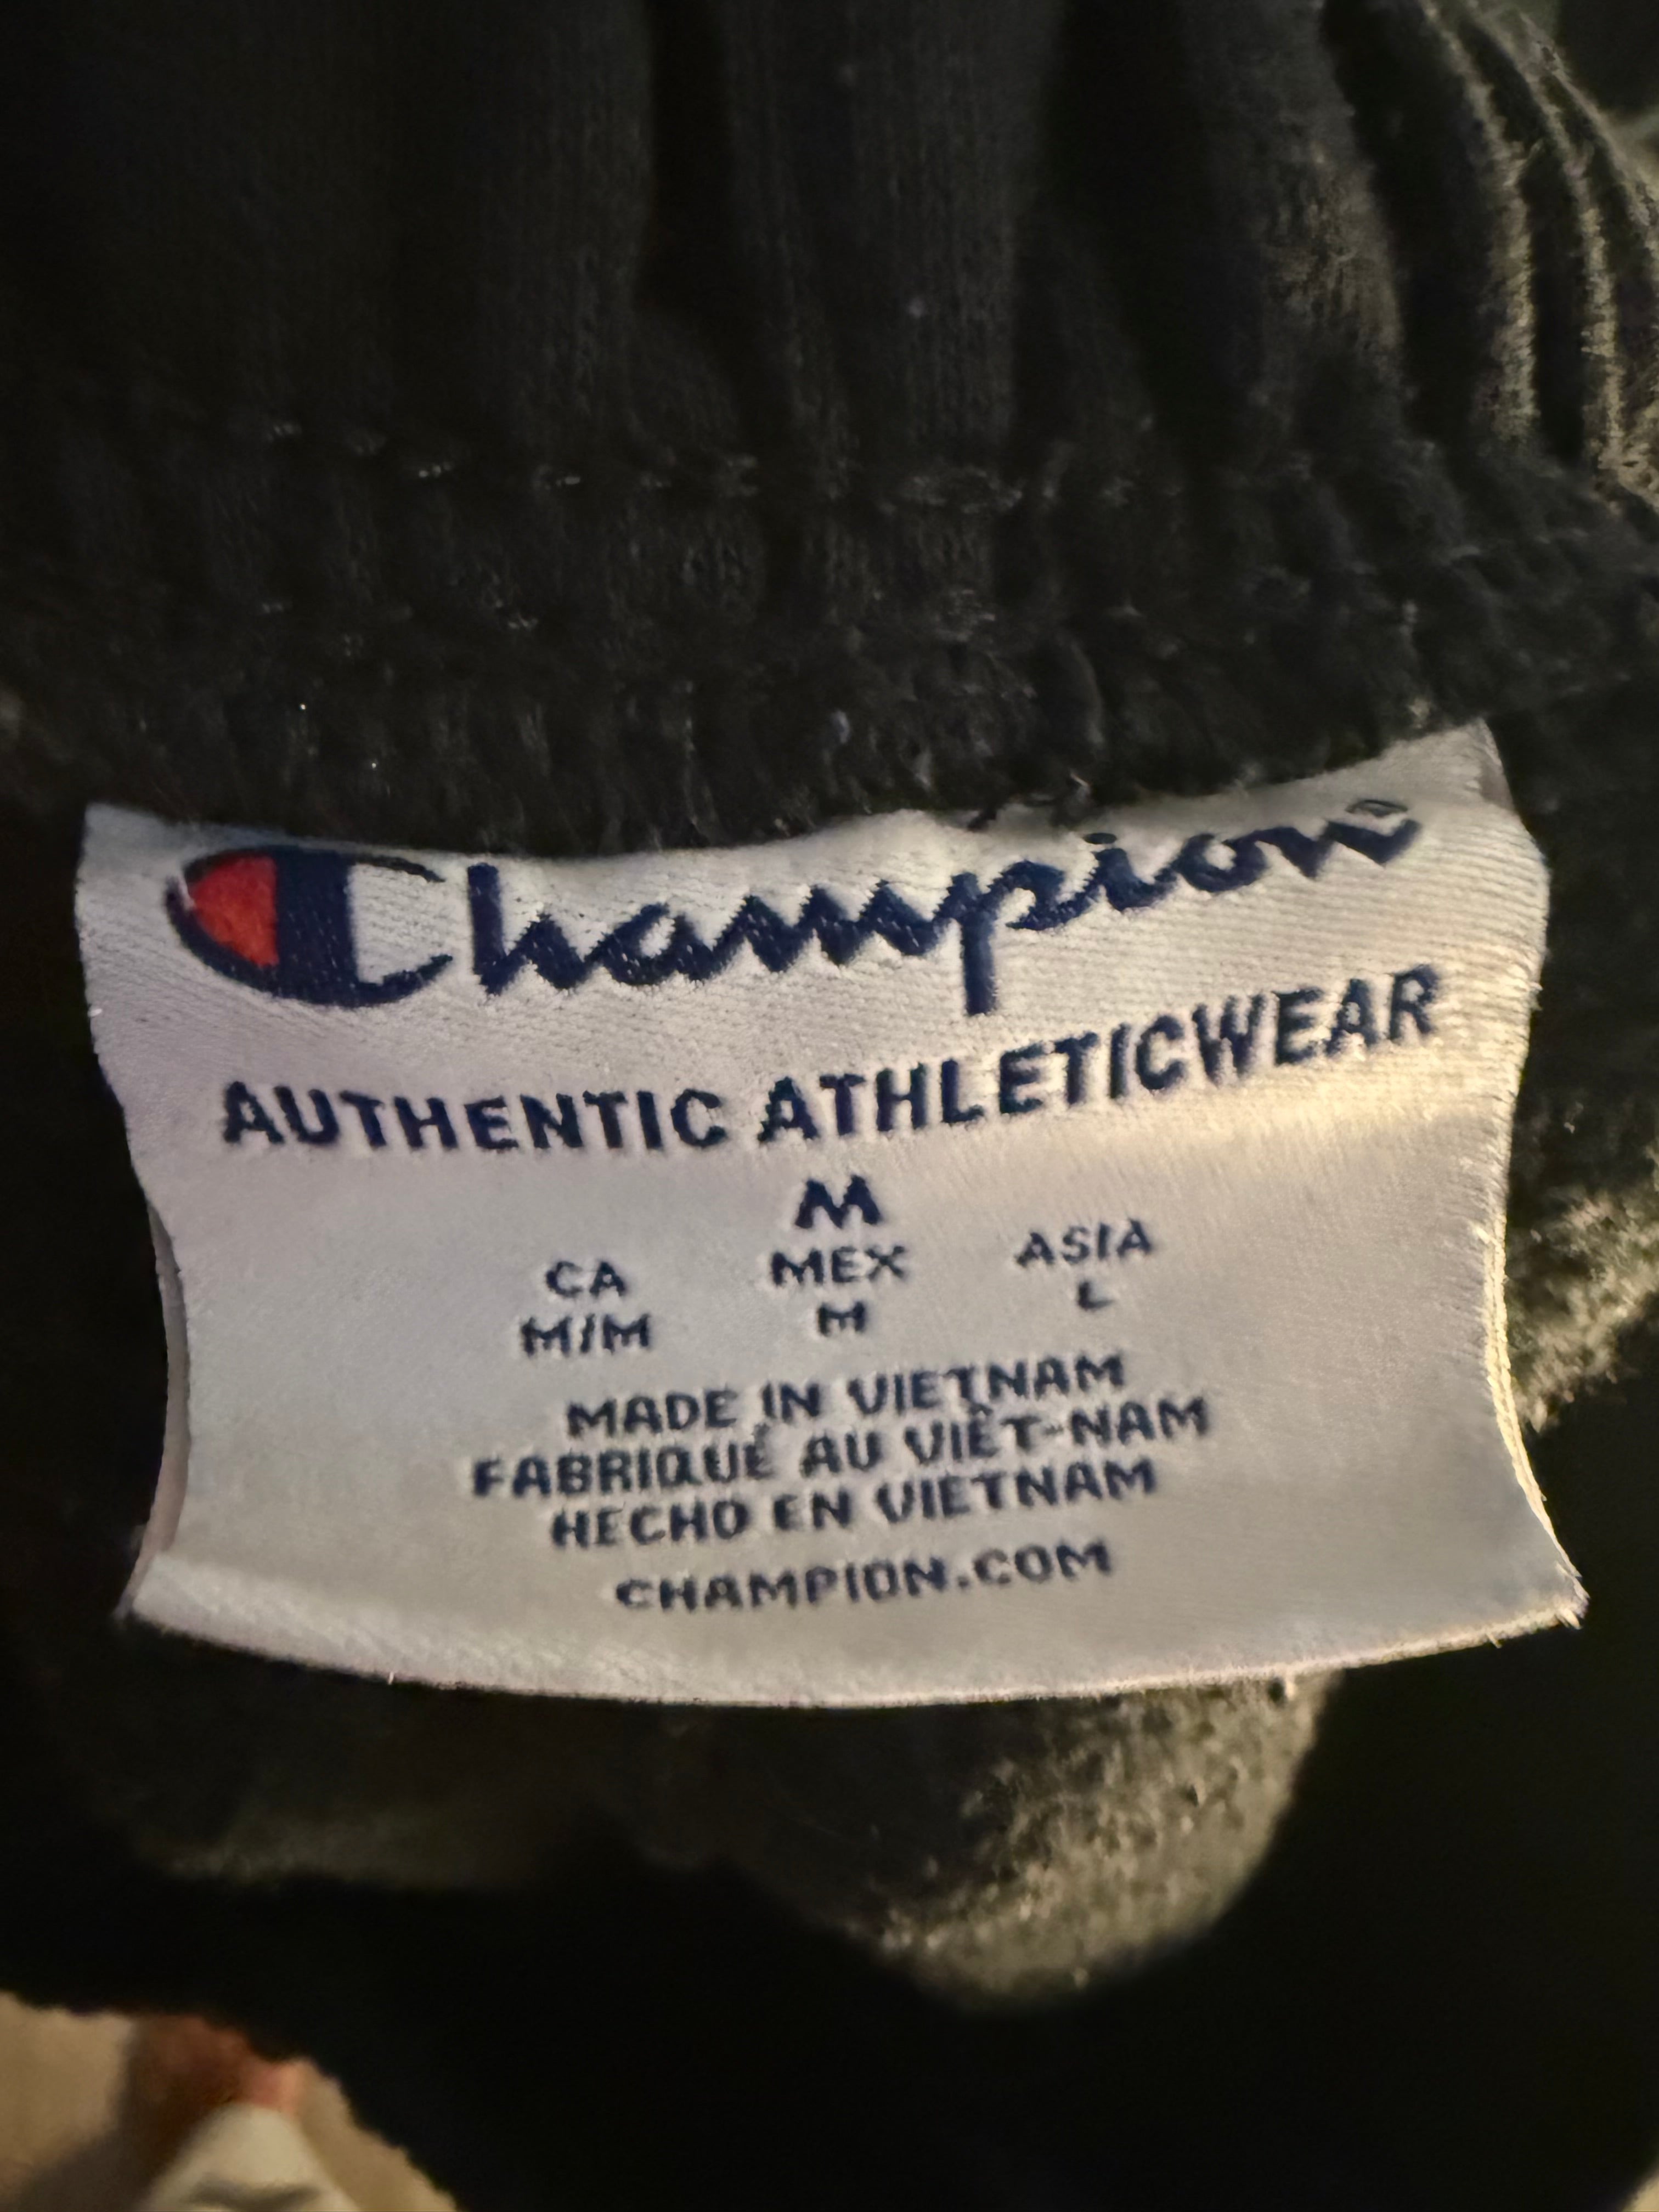 Champion®
AUTHENTIC ATHLETICWEAR
M
CA MEX ASIA
M/M M L
MADE IN VIETNAM
FABRIQUÉ AU VIÊT-NAM
HECHO EN VIETNAM
CHAMPION.COM